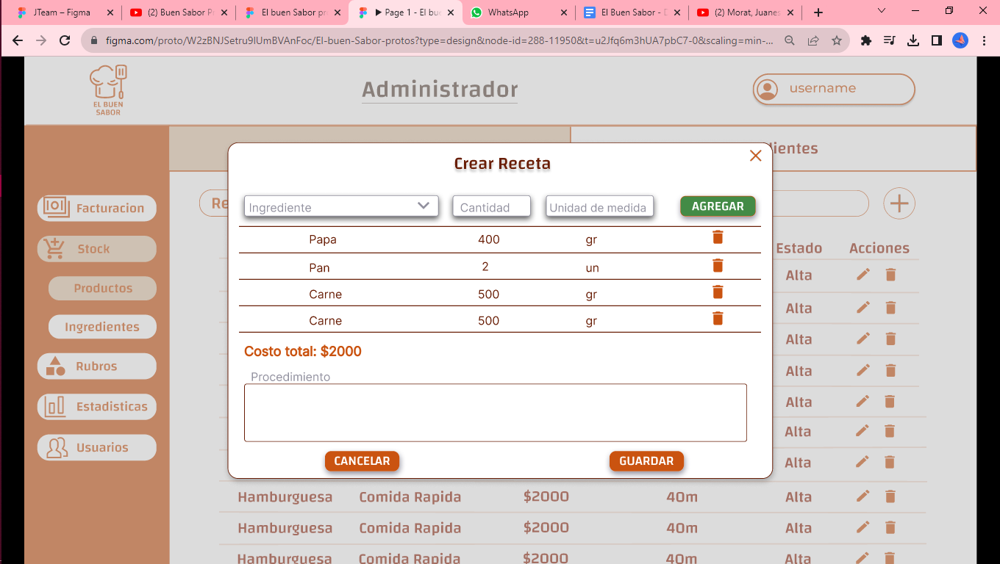 JTeam – Figma
(2) Buen Sabor P
El buen Sabor pr
Page 1 - El bue
WhatsApp
El Buen Sabor - D
(2) Morat, Juanes
figma.com/proto/W2zBNJSetru9lUmBVAnFoc/El-buen-Sabor-protos?type=design&node-id=288-11950&t=u2Jfq6m3hUA7pbC7-0&scaling=min-...
EL BUEN
SABOR
Administrador
username
dientes
Crear Receta
Facturacion
Stock
Productos
Ingredientes
Rubros
Estadisticas
Usuarios
Re
Ingrediente
Cantidad
Unidad de medida
AGREGAR
Papa 400 gr
Pan 2 un
Carne 500 gr
Carne 500 gr
Costo total: $2000
Procedimiento
CANCELAR
GUARDAR
Estado Acciones
Alta
Alta
Alta
Alta
Alta
Alta
Alta
Hamburguesa Comida Rapida $2000 40m Alta
Hamburguesa Comida Rapida $2000 40m Alta
Hamburguesa Comida Rapida $2000 40m Alta